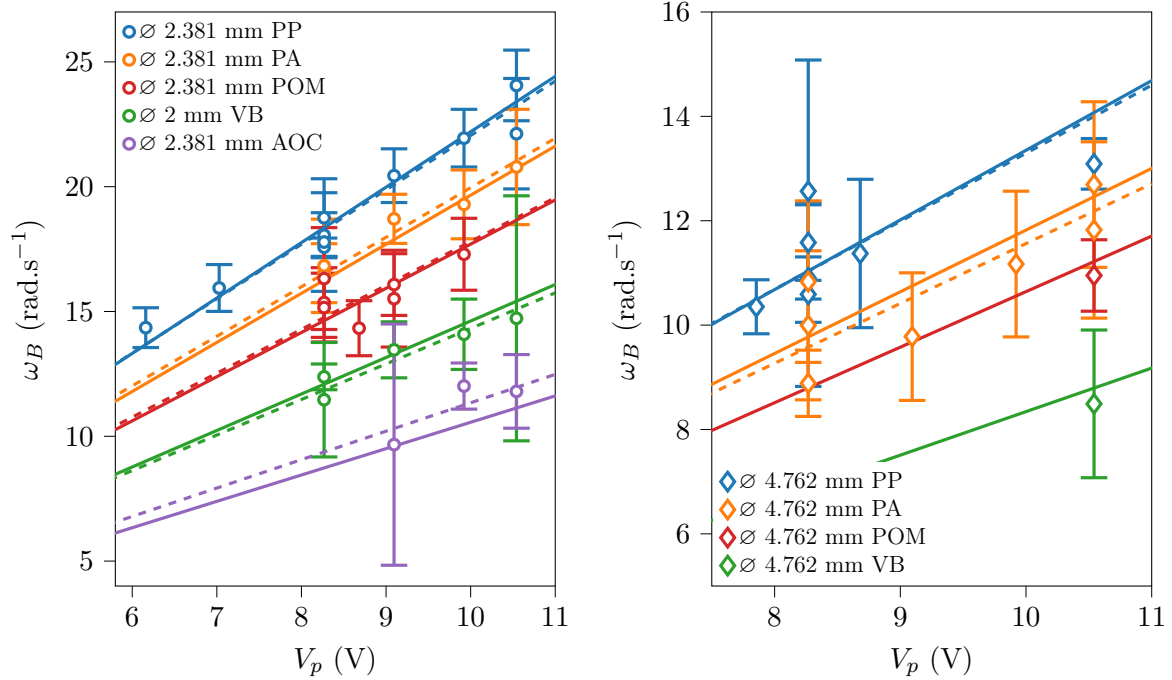 ∅ 2.381 mm PP
∅ 2.381 mm PA
∅ 2.381 mm POM
∅ 2 mm VB
∅ 2.381 mm AOC
25
20
15
10
5
ω_B (rad.s⁻¹)
6 7 8 9 10 11
V_p (V)
16
14
12
10
8
6
ω_B (rad.s⁻¹)
∅ 4.762 mm PP
∅ 4.762 mm PA
∅ 4.762 mm POM
∅ 4.762 mm VB
8 9 10 11
V_p (V)